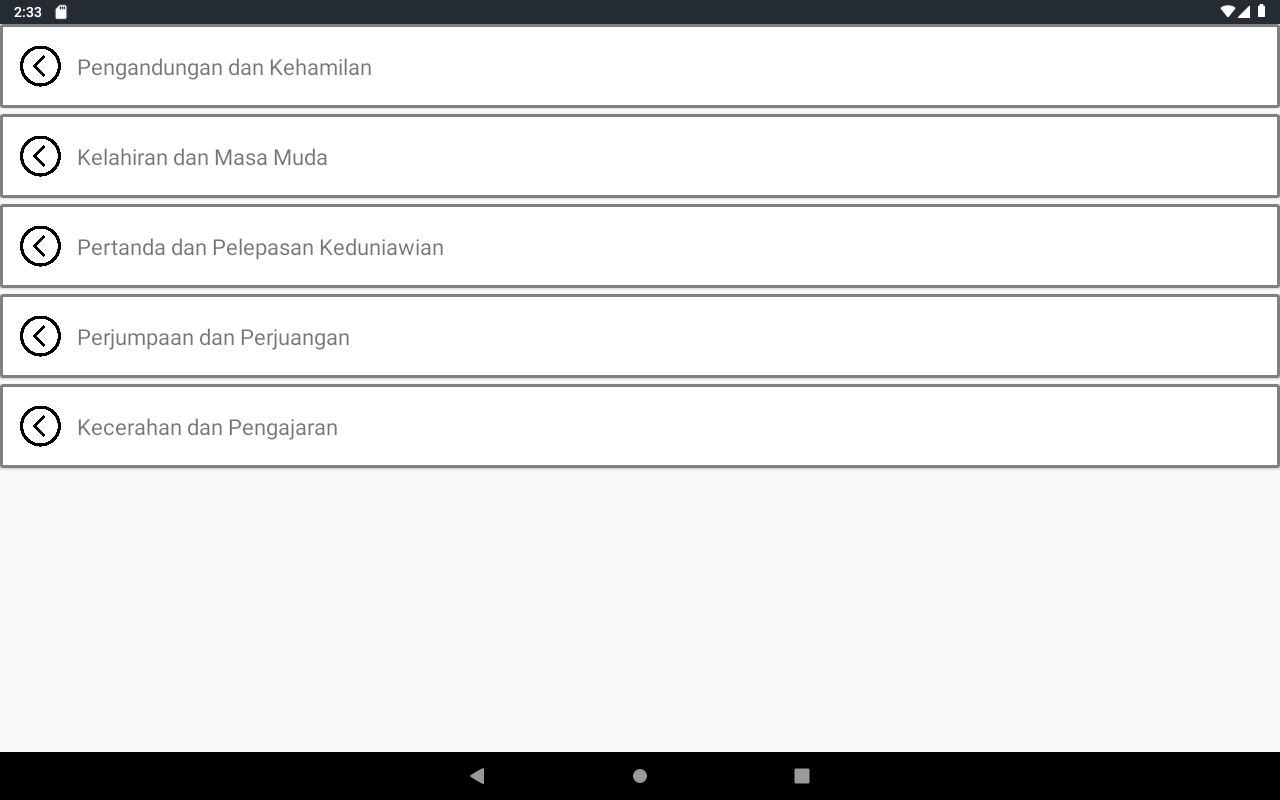 2:33
Pengandungan dan Kehamilan
Kelahiran dan Masa Muda
Pertanda dan Pelepasan Keduniawian
Perjumpaan dan Perjuangan
Kecerahan dan Pengajaran